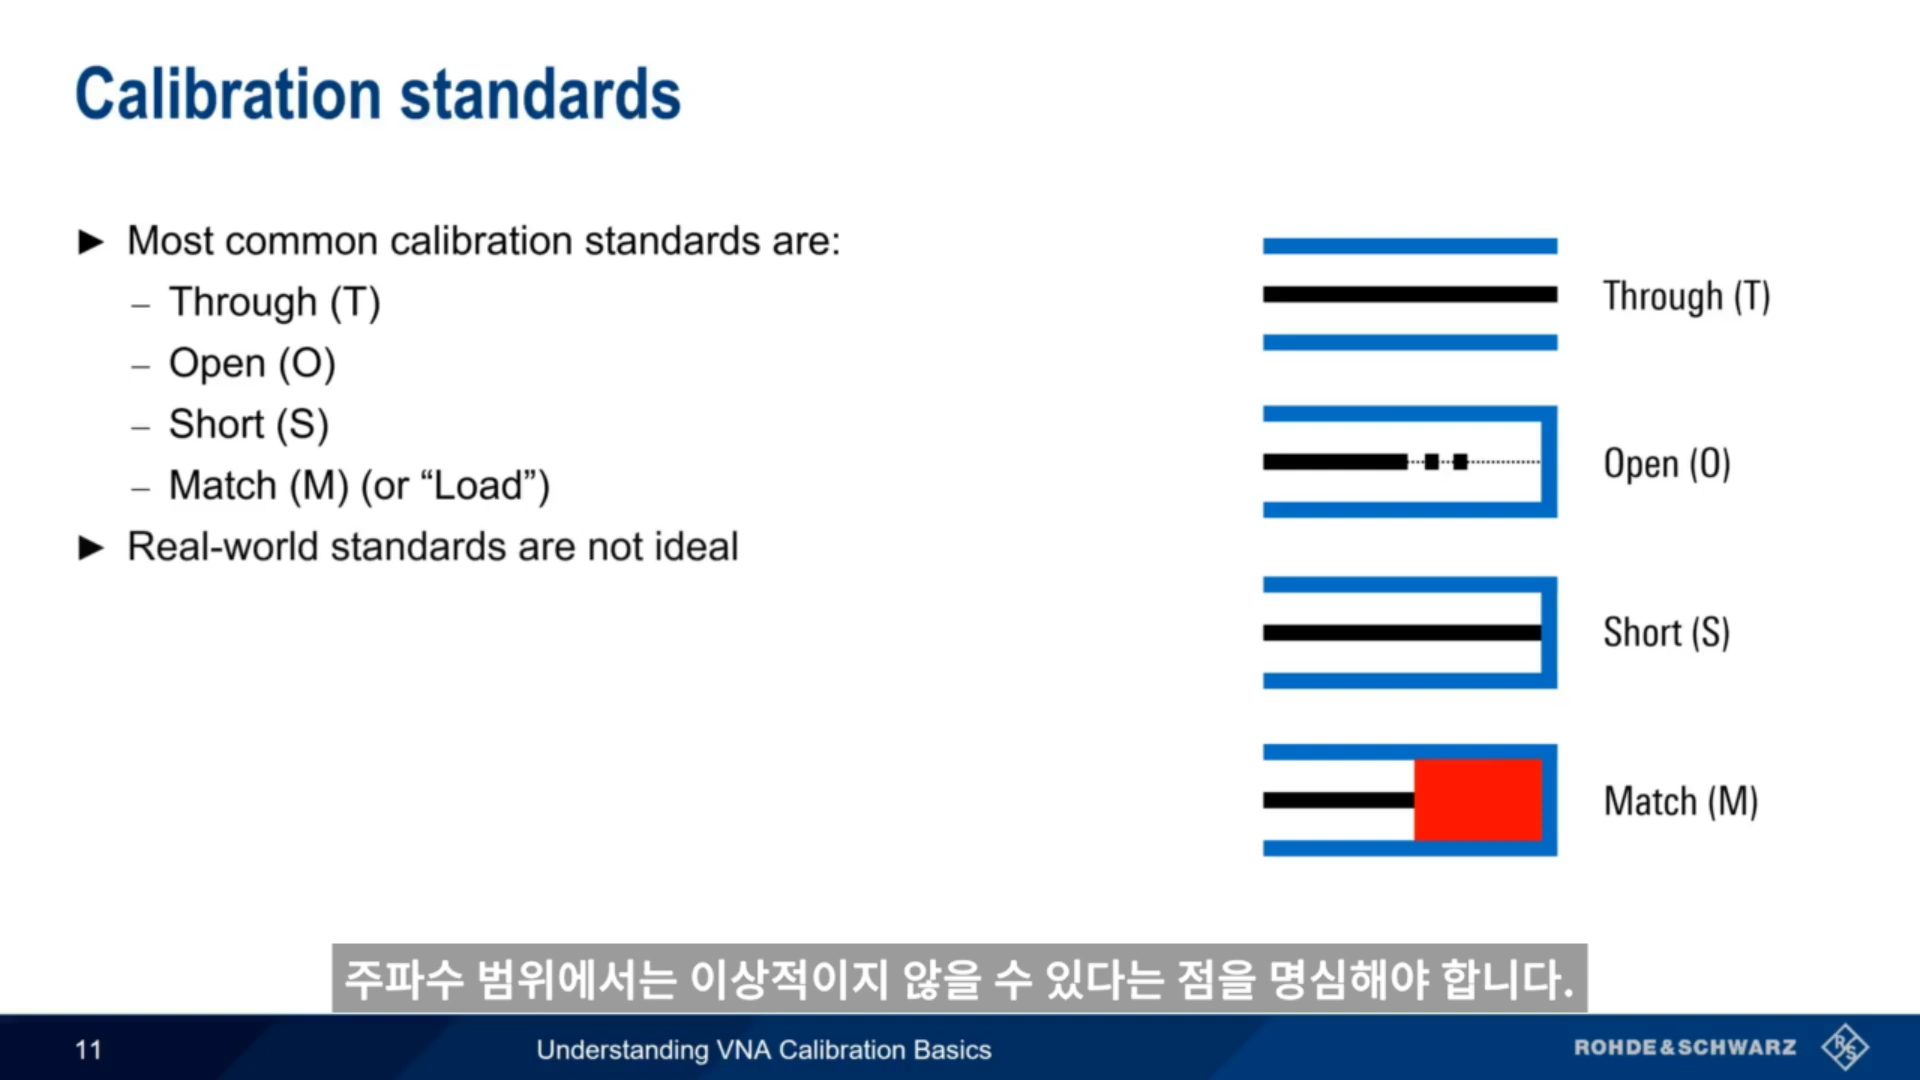 Calibration standards
► Most common calibration standards are:
– Through (T)
– Open (O)
– Short (S)
– Match (M) (or “Load”)
► Real-world standards are not ideal
Through (T)
Open (O)
Short (S)
Match (M)
주파수 범위에서는 이상적이지 않을 수 있다는 점을 명심해야 합니다.
11
Understanding VNA Calibration Basics
ROHDE&SCHWARZ
R
S